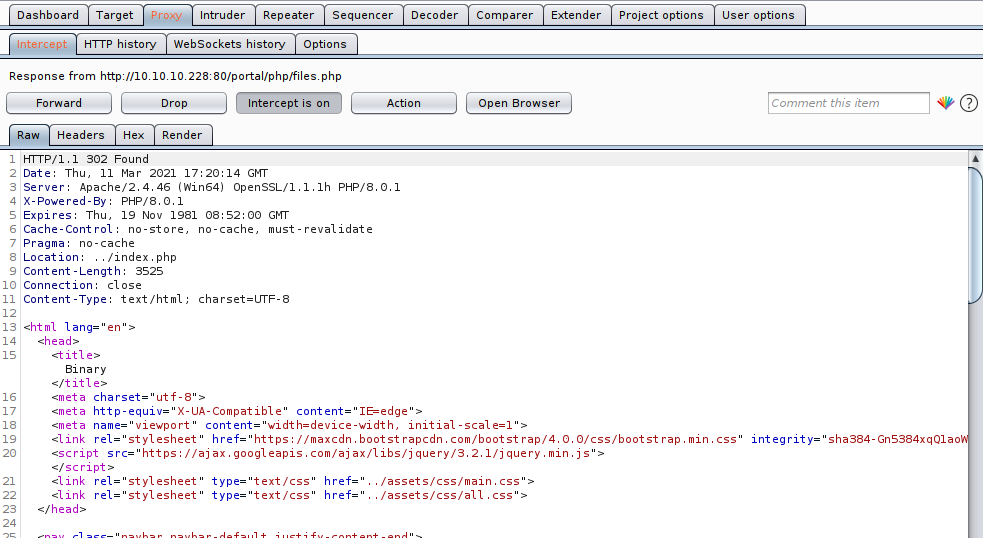 Dashboard Target Proxy Intruder Repeater Sequencer Decoder Comparer Extender Project options User options
Intercept HTTP history WebSockets history Options
Response from http://10.10.10.228:80/portal/php/files.php
Forward Drop Intercept is on Action Open Browser Comment this item ?
Raw Headers Hex Render
1 HTTP/1.1 302 Found
2 Date: Thu, 11 Mar 2021 17:20:14 GMT
3 Server: Apache/2.4.46 (Win64) OpenSSL/1.1.1h PHP/8.0.1
4 X-Powered-By: PHP/8.0.1
5 Expires: Thu, 19 Nov 1981 08:52:00 GMT
6 Cache-Control: no-store, no-cache, must-revalidate
7 Pragma: no-cache
8 Location: ../index.php
9 Content-Length: 3525
10 Connection: close
11 Content-Type: text/html; charset=UTF-8
12
13 <html lang="en">
14 <head>
15 <title>
Binary
</title>
16 <meta charset="utf-8">
17 <meta http-equiv="X-UA-Compatible" content="IE=edge">
18 <meta name="viewport" content="width=device-width, initial-scale=1">
19 <link rel="stylesheet" href="https://maxcdn.bootstrapcdn.com/bootstrap/4.0.0/css/bootstrap.min.css" integrity="sha384-Gn5384xqQ1aoW
20 <script src="https://ajax.googleapis.com/ajax/libs/jquery/3.2.1/jquery.min.js">
</script>
21 <link rel="stylesheet" type="text/css" href="../assets/css/main.css">
22 <link rel="stylesheet" type="text/css" href="../assets/css/all.css">
23 </head>
24
25 <nav class="navbar navbar-default justify-content-end">